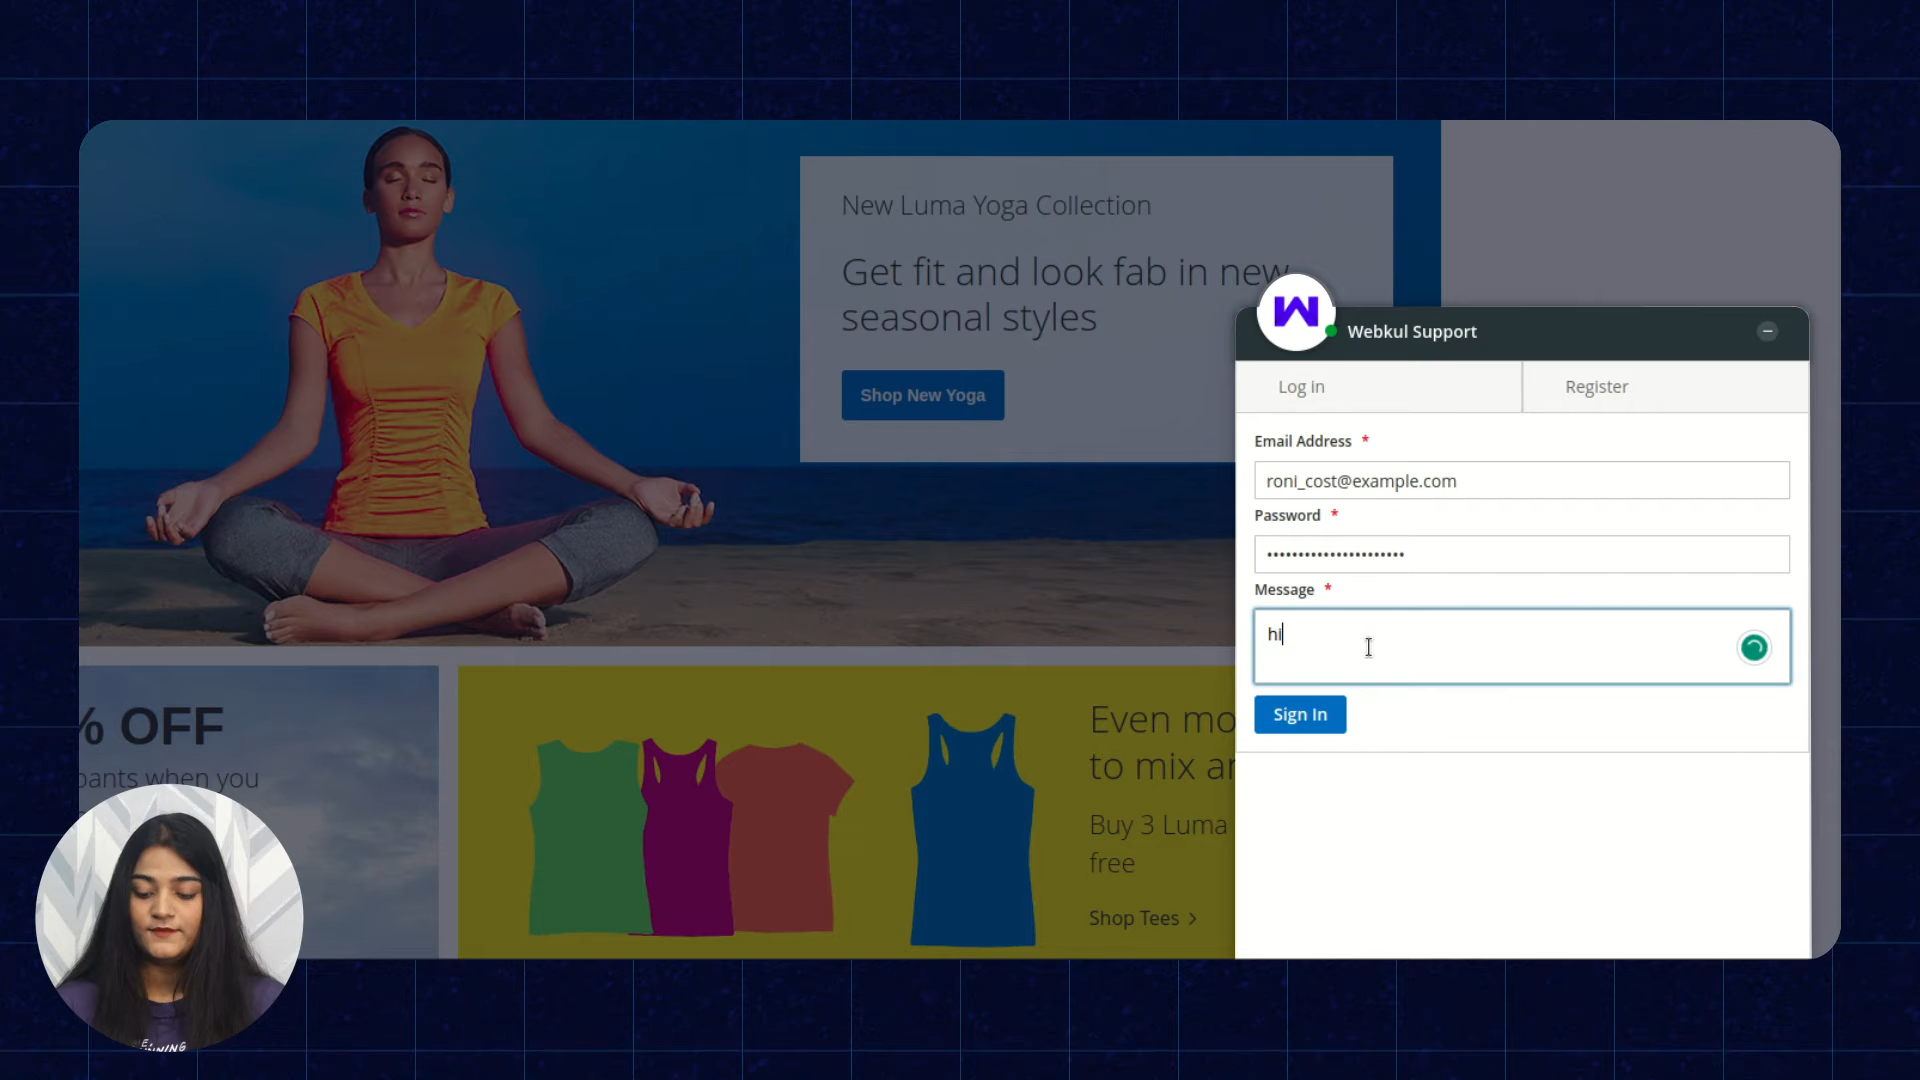 New Luma Yoga Collection
Get fit and look fab in new
seasonal styles
Shop New Yoga
% OFF
pants when you
Even mo
to mix a
Buy 3 Luma
free
Shop Tees >
Webkul Support
Log in
Register
Email Address *
roni_cost@example.com
Password *
••••••••••••••••••••••
Message *
hi
Sign In